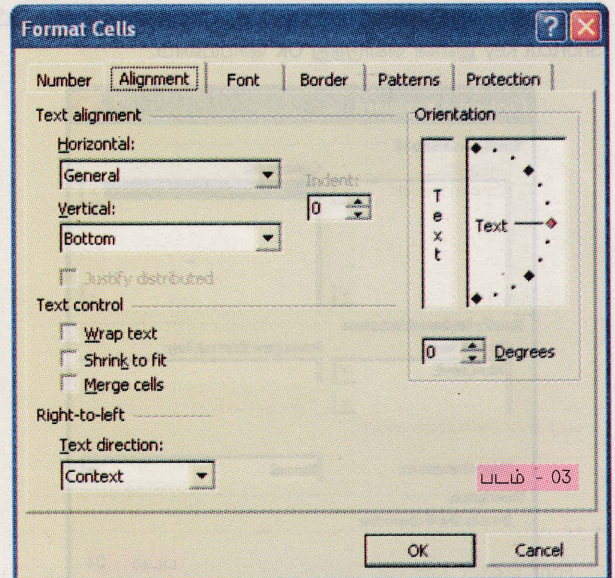 Format Cells
Number Alignment Font Border Patterns Protection
Text alignment
Horizontal:
General
Indent:
0
Vertical:
Bottom
Justify distributed
Text control
Wrap text
Shrink to fit
Merge cells
Right-to-left
Text direction:
Context
Orientation
Text
Text
0 Degrees
படம் - 03
OK Cancel